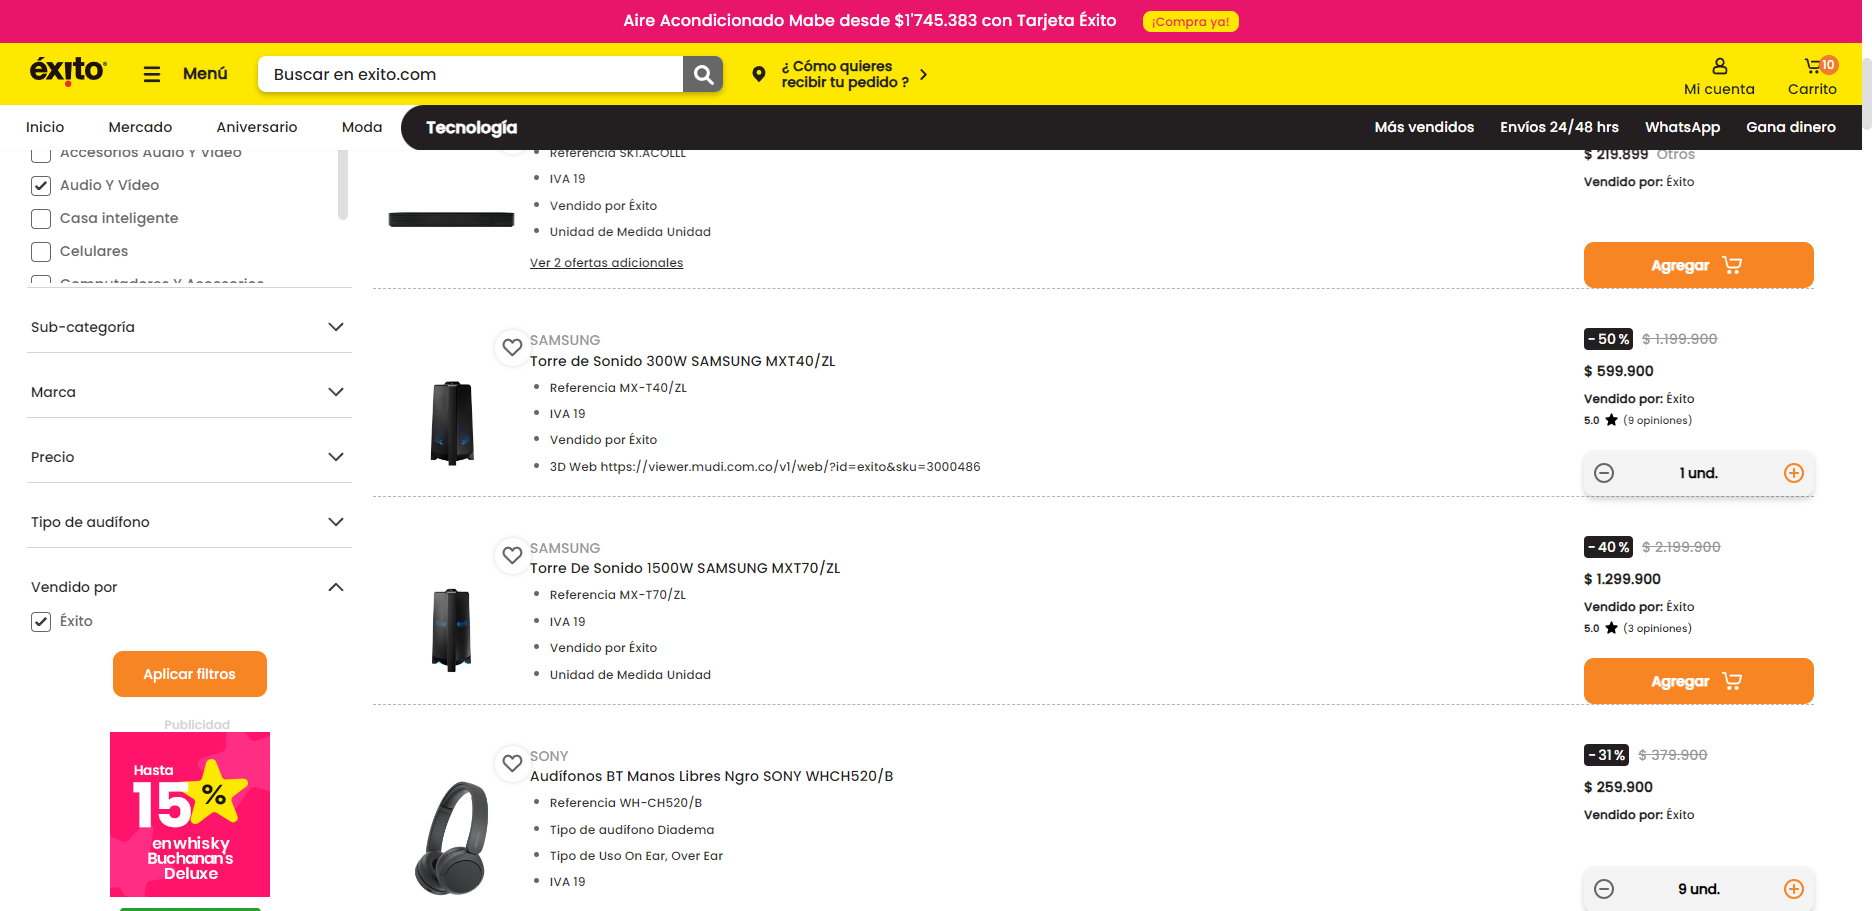 Aire Acondicionado Mabe desde $1'745.383 con Tarjeta Éxito ¡Compra ya!
éxito
Menú
Buscar en exito.com
¿ Cómo quieres
recibir tu pedido ?
Mi cuenta
10
Carrito
Inicio Mercado Aniversario Moda Tecnología Más vendidos Envíos 24/48 hrs WhatsApp Gana dinero
Accesorios Audio Y Vídeo
Audio Y Vídeo
Casa inteligente
Celulares
Computadores Y Accesorios
Sub-categoría
Marca
Precio
Tipo de audífono
Vendido por
Éxito
Aplicar filtros
Publicidad
Hasta
15%
en whisky
Buchanan's
Deluxe
Referencia SK1.ACOLLL
IVA 19
Vendido por Éxito
Unidad de Medida Unidad
Ver 2 ofertas adicionales
$ 219.899 Otros
Vendido por: Éxito
Agregar
SAMSUNG
Torre de Sonido 300W SAMSUNG MXT40/ZL
Referencia MX-T40/ZL
IVA 19
Vendido por Éxito
3D Web https://viewer.mudi.com.co/v1/web/?id=exito&sku=3000486
-50% $ 1.199.900
$ 599.900
Vendido por: Éxito
5.0 (9 opiniones)
1 und.
SAMSUNG
Torre De Sonido 1500W SAMSUNG MXT70/ZL
Referencia MX-T70/ZL
IVA 19
Vendido por Éxito
Unidad de Medida Unidad
-40% $ 2.199.900
$ 1.299.900
Vendido por: Éxito
5.0 (3 opiniones)
Agregar
SONY
Audífonos BT Manos Libres Ngro SONY WHCH520/B
Referencia WH-CH520/B
Tipo de audífono Diadema
Tipo de Uso On Ear, Over Ear
IVA 19
-31% $ 379.900
$ 259.900
Vendido por: Éxito
9 und.